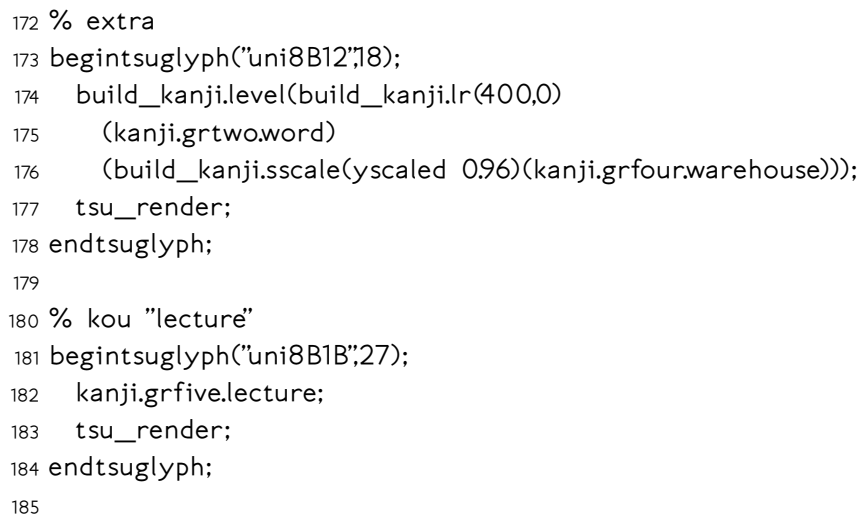 172 % extra
173 begintsuglyph("uni8B12",18);
174 build_kanji.level(build_kanji.lr(400,0)
175 (kanji.grtwo.word)
176 (build_kanji.sscale(yscaled 0.96)(kanji.grfour.warehouse)));
177 tsu_render;
178 endtsuglyph;
179
180 % kou "lecture"
181 begintsuglyph("uni8B1B",27);
182 kanji.grfive.lecture;
183 tsu_render;
184 endtsuglyph;
185